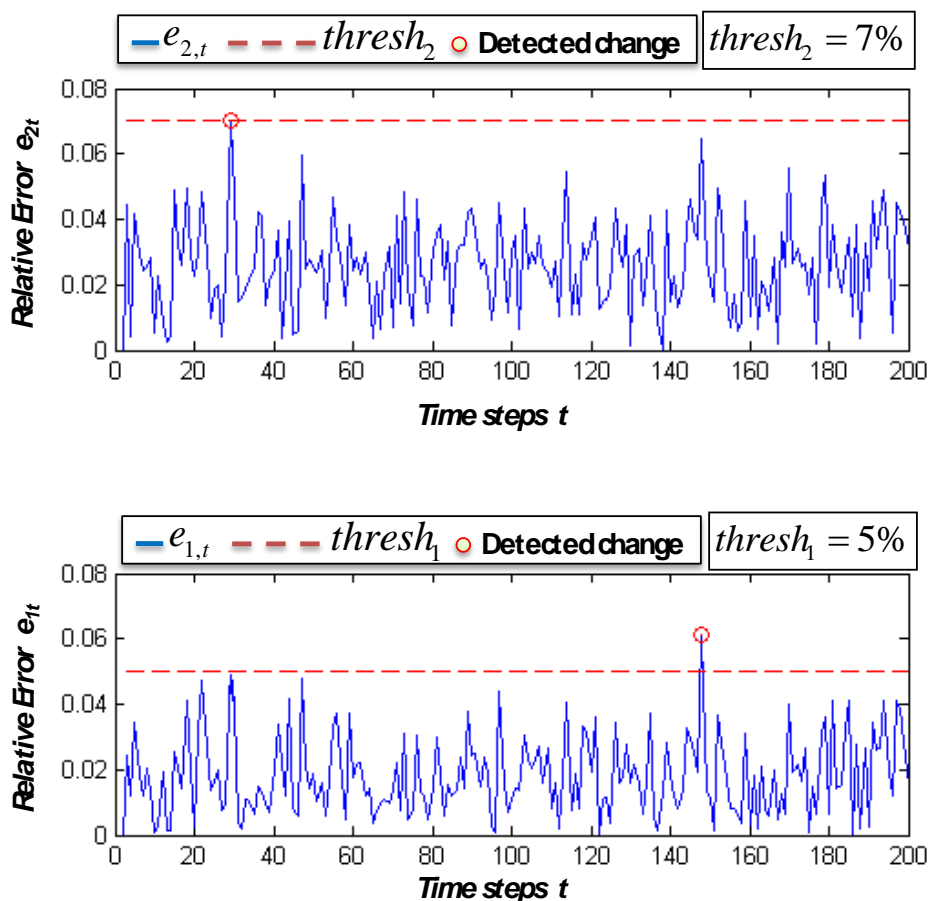 e2,t thresh2 Detected change thresh2 = 7%
0.08
0.06
0.04
0.02
0
Relative Error e2t
0 20 40 60 80 100 120 140 160 180 200
Time steps t
e1,t thresh1 Detected change thresh1 = 5%
0.08
0.06
0.04
0.02
0
Relative Error e1t
0 20 40 60 80 100 120 140 160 180 200
Time steps t